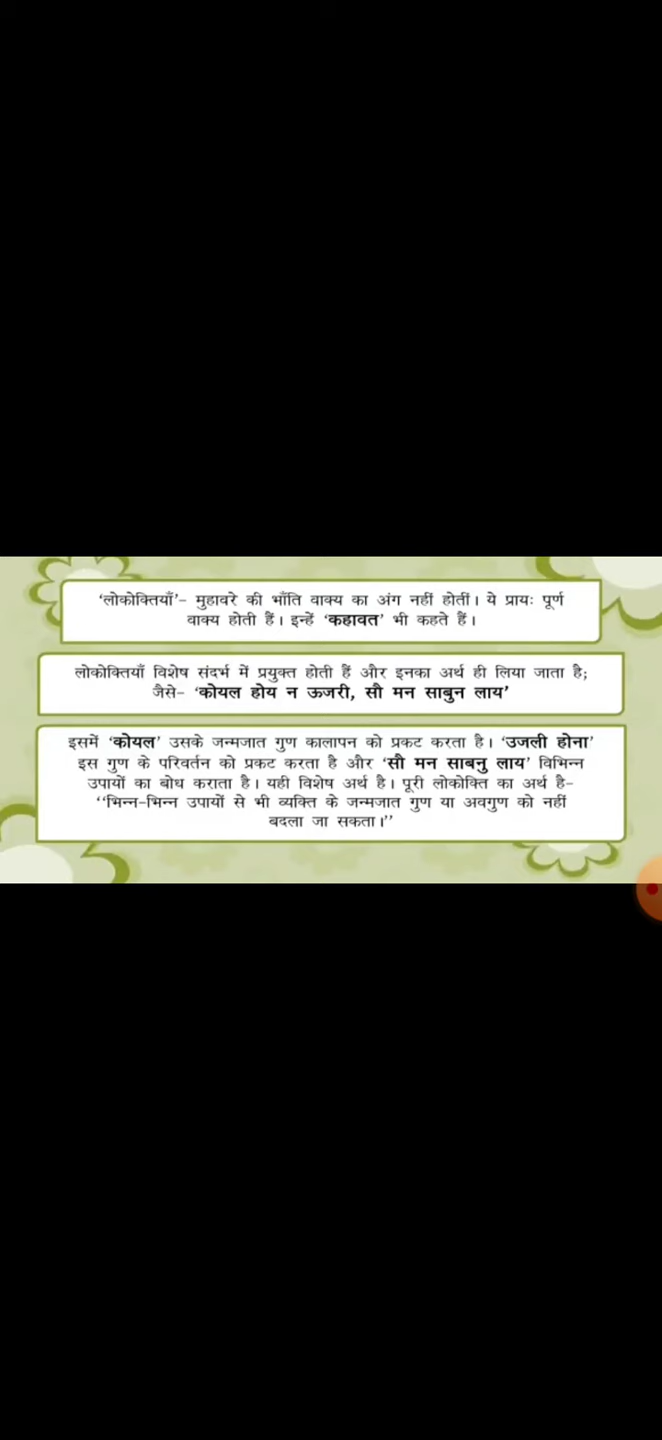 'लोकोक्तियाँ'– मुहावरे की भाँति वाक्य का अंग नहीं होतीं। ये प्रायः पूर्ण
वाक्य होती हैं। इन्हें 'कहावत' भी कहते हैं।
लोकोक्तियाँ विशेष संदर्भ में प्रयुक्त होती हैं और इनका अर्थ ही लिया जाता है;
जैसे– 'कोयल होय न ऊजरी, सौ मन साबुन लाय'
इसमें 'कोयल' उसके जन्मजात गुण कालापन को प्रकट करता है। 'उजली होना'
इस गुण के परिवर्तन को प्रकट करता है और 'सौ मन साबनु लाय' विभिन्न
उपायों का बोध कराता है। यही विशेष अर्थ है। पूरी लोकोक्ति का अर्थ है–
''भिन्न-भिन्न उपायों से भी व्यक्ति के जन्मजात गुण या अवगुण को नहीं
बदला जा सकता।''